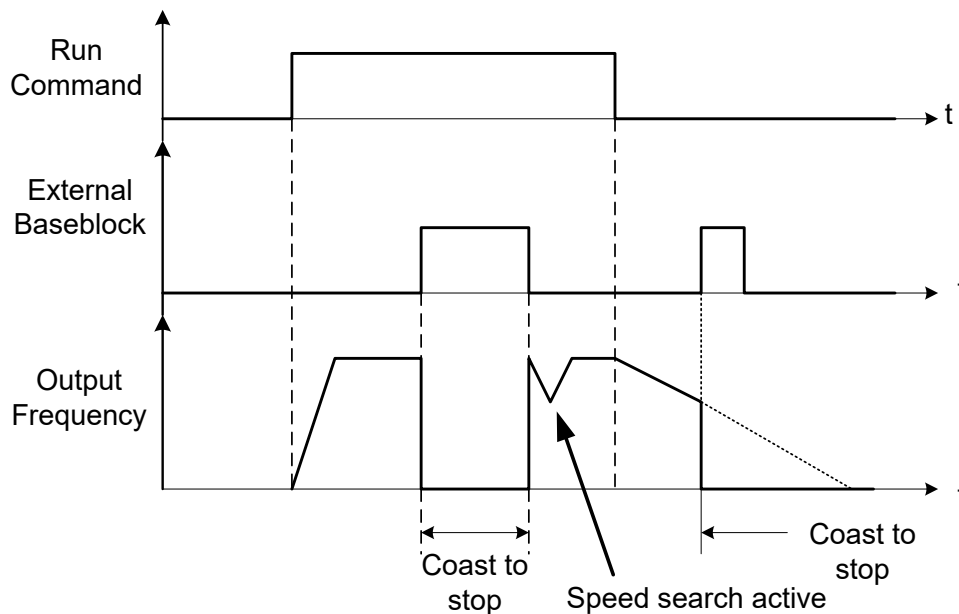 Run
Command
t
External
Baseblock
Output
Frequency
Coast to
stop
Speed search active
Coast to
stop